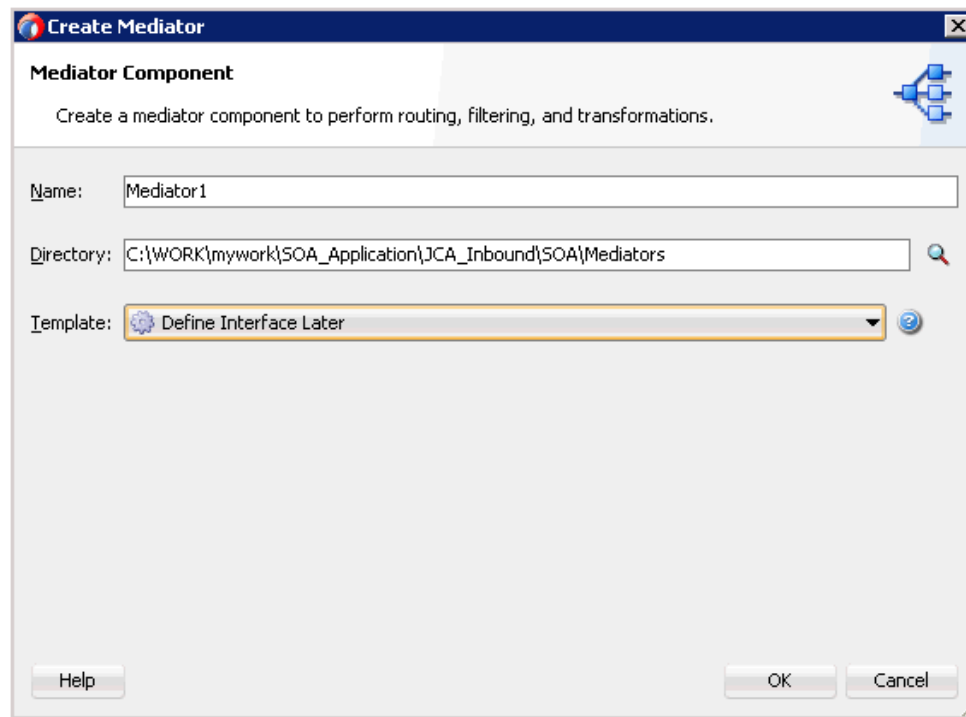 Create Mediator
Mediator Component
Create a mediator component to perform routing, filtering, and transformations.
Name: Mediator1
Directory: C:\WORK\mywork\SOA_Application\JCA_Inbound\SOA\Mediators
Template: Define Interface Later
Help OK Cancel